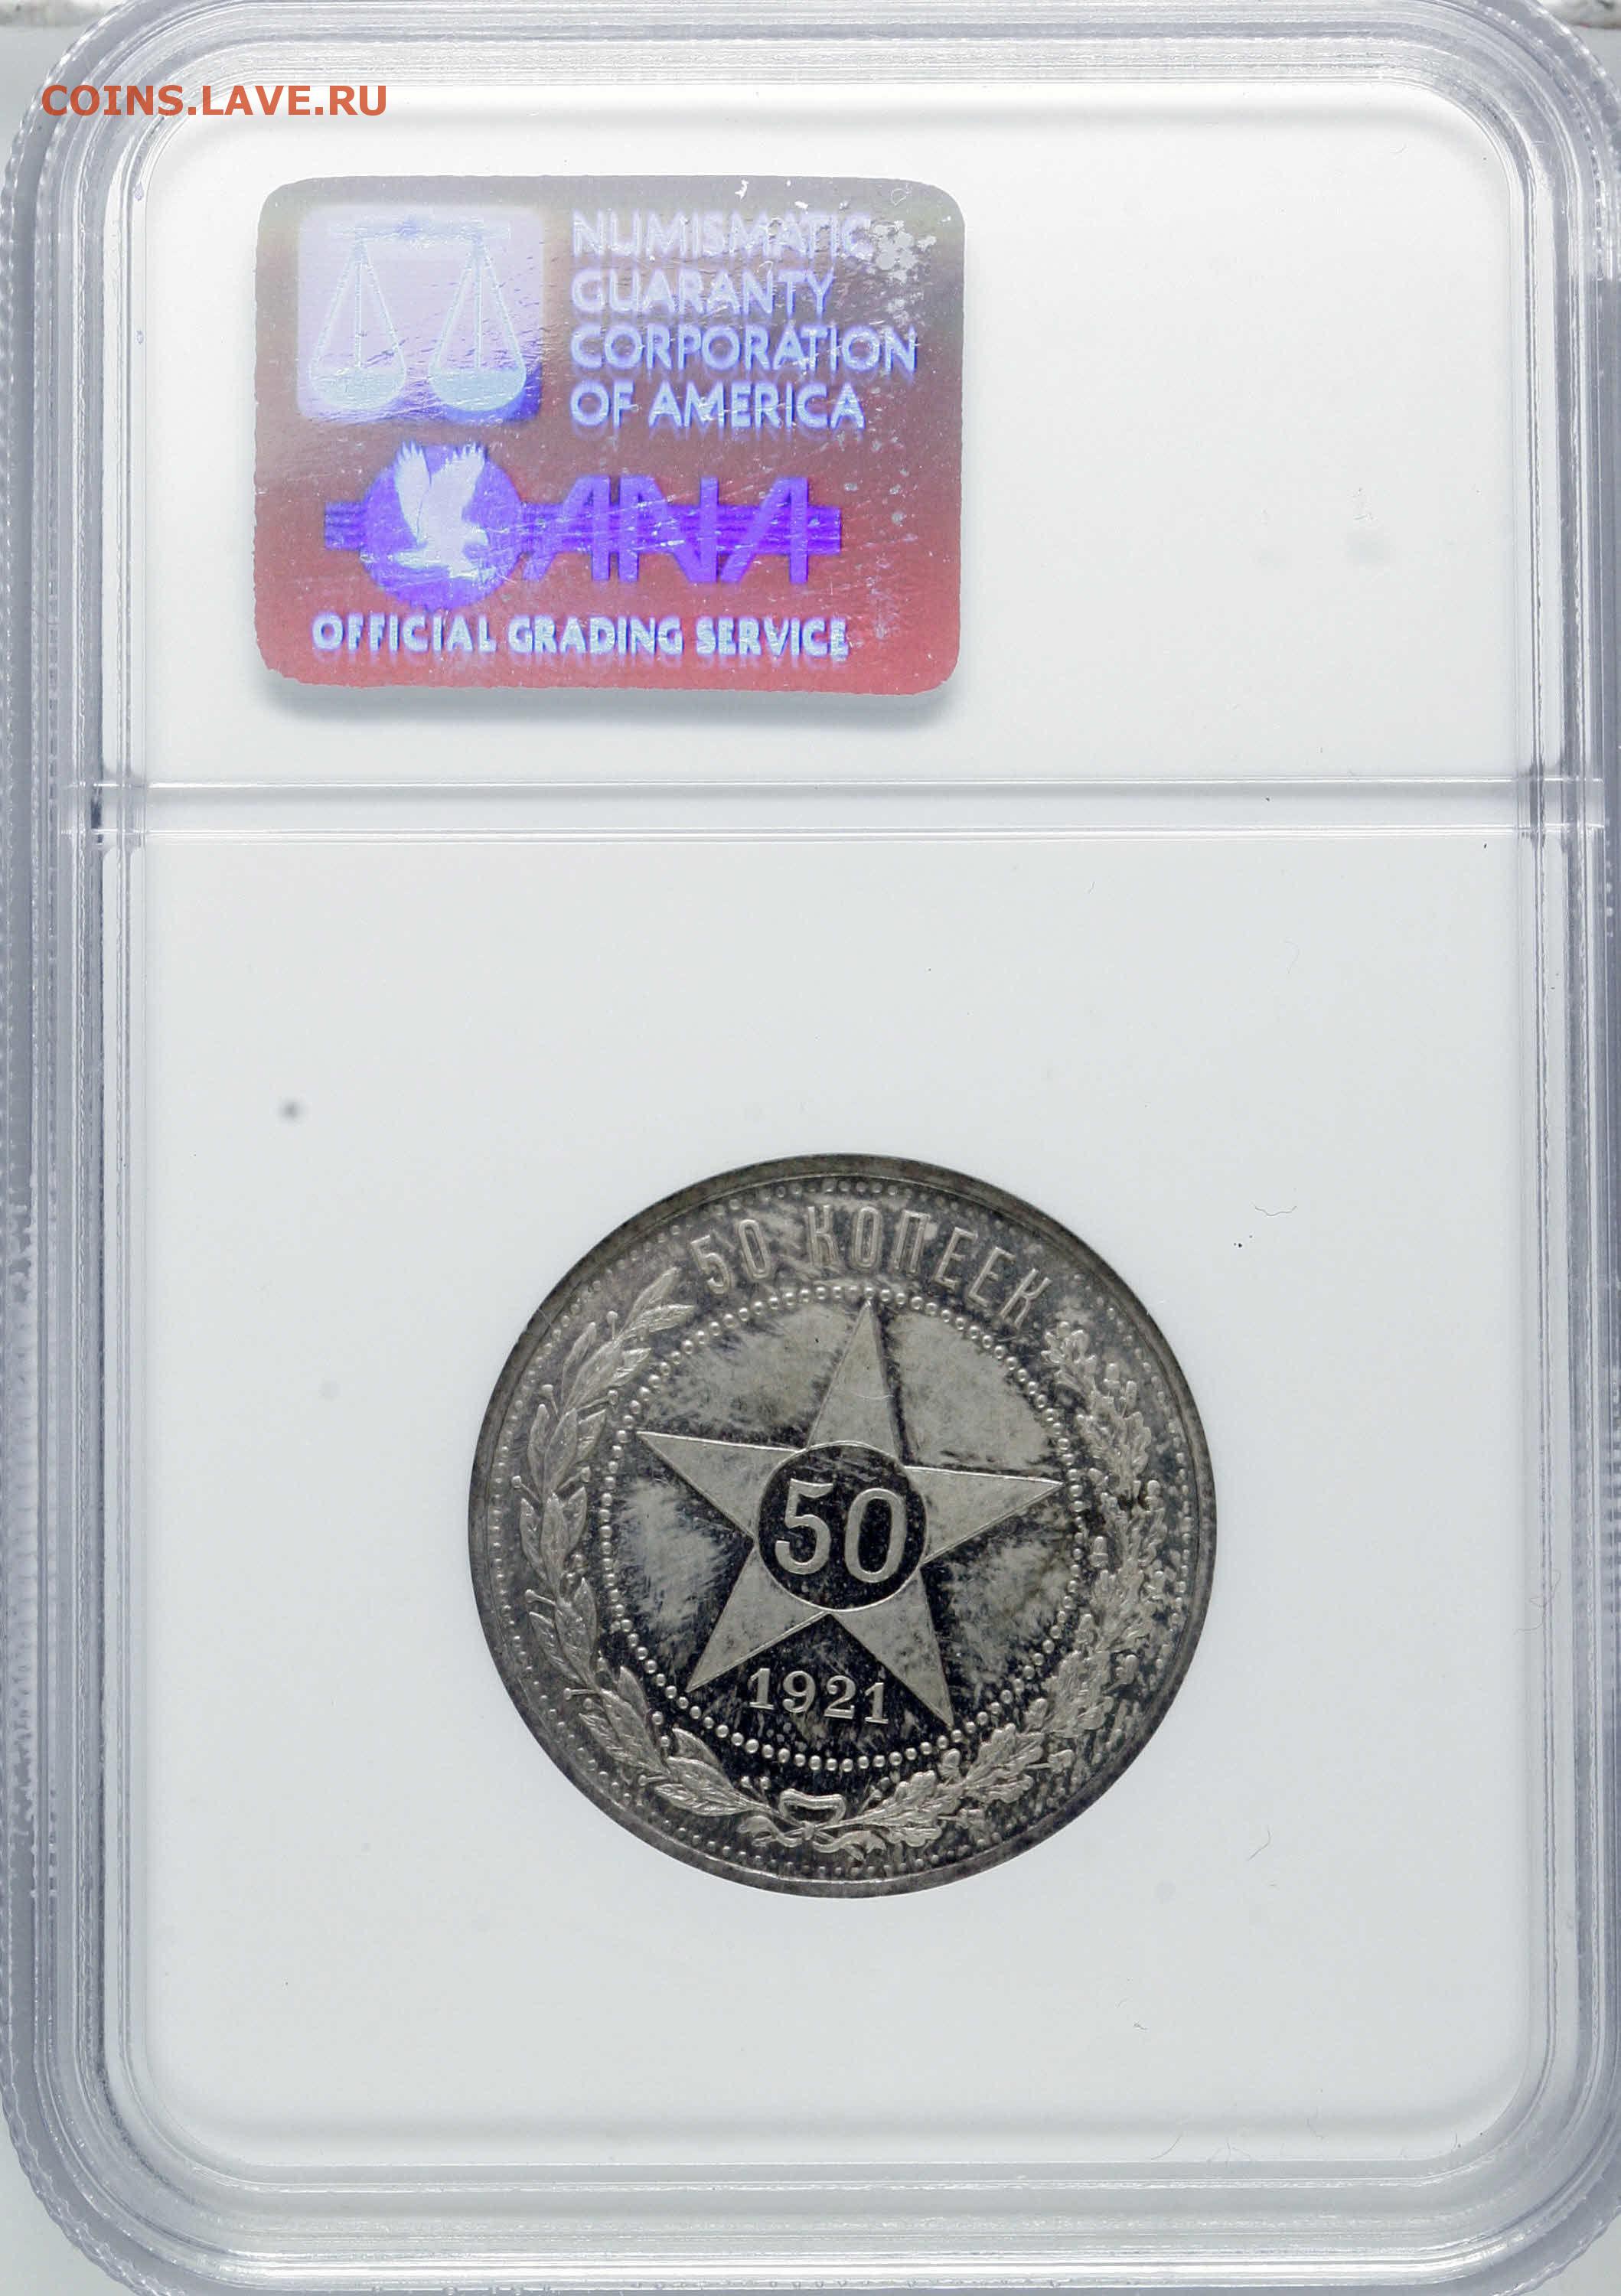 COINS.LAVE.RU
NUMISMATIC
GUARANTY
CORPORATION
OF AMERICA
ANA
OFFICIAL GRADING SERVICE
50 КОПЕЕК
50
1921